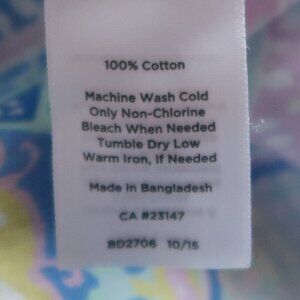 100% Cotton
Machine Wash Cold
Only Non-Chlorine
Bleach When Needed
Tumble Dry Low
Warm Iron, If Needed
Made in Bangladesh
CA #23147
BD2706 10/15